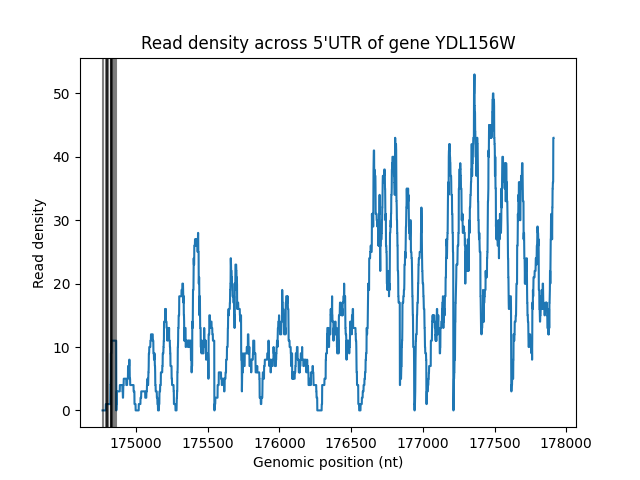 Read density across 5'UTR of gene YDL156W
50
40
30
20
10
0
Read density
175000 175500 176000 176500 177000 177500 178000
Genomic position (nt)